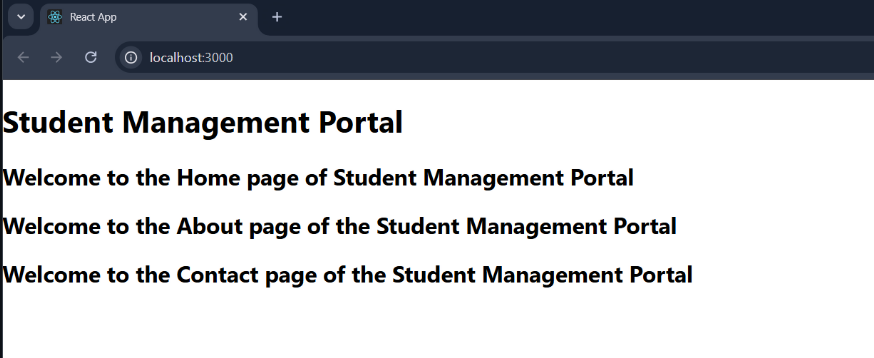 React App
localhost:3000
Student Management Portal
Welcome to the Home page of Student Management Portal
Welcome to the About page of the Student Management Portal
Welcome to the Contact page of the Student Management Portal